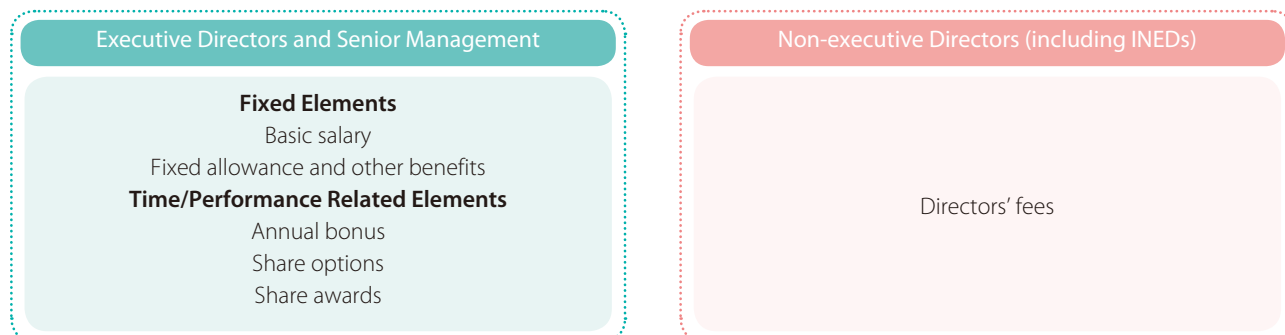 Executive Directors and Senior Management
Fixed Elements
Basic salary
Fixed allowance and other benefits
Time/Performance Related Elements
Annual bonus
Share options
Share awards
Non-executive Directors (including INEDs)
Directors’ fees